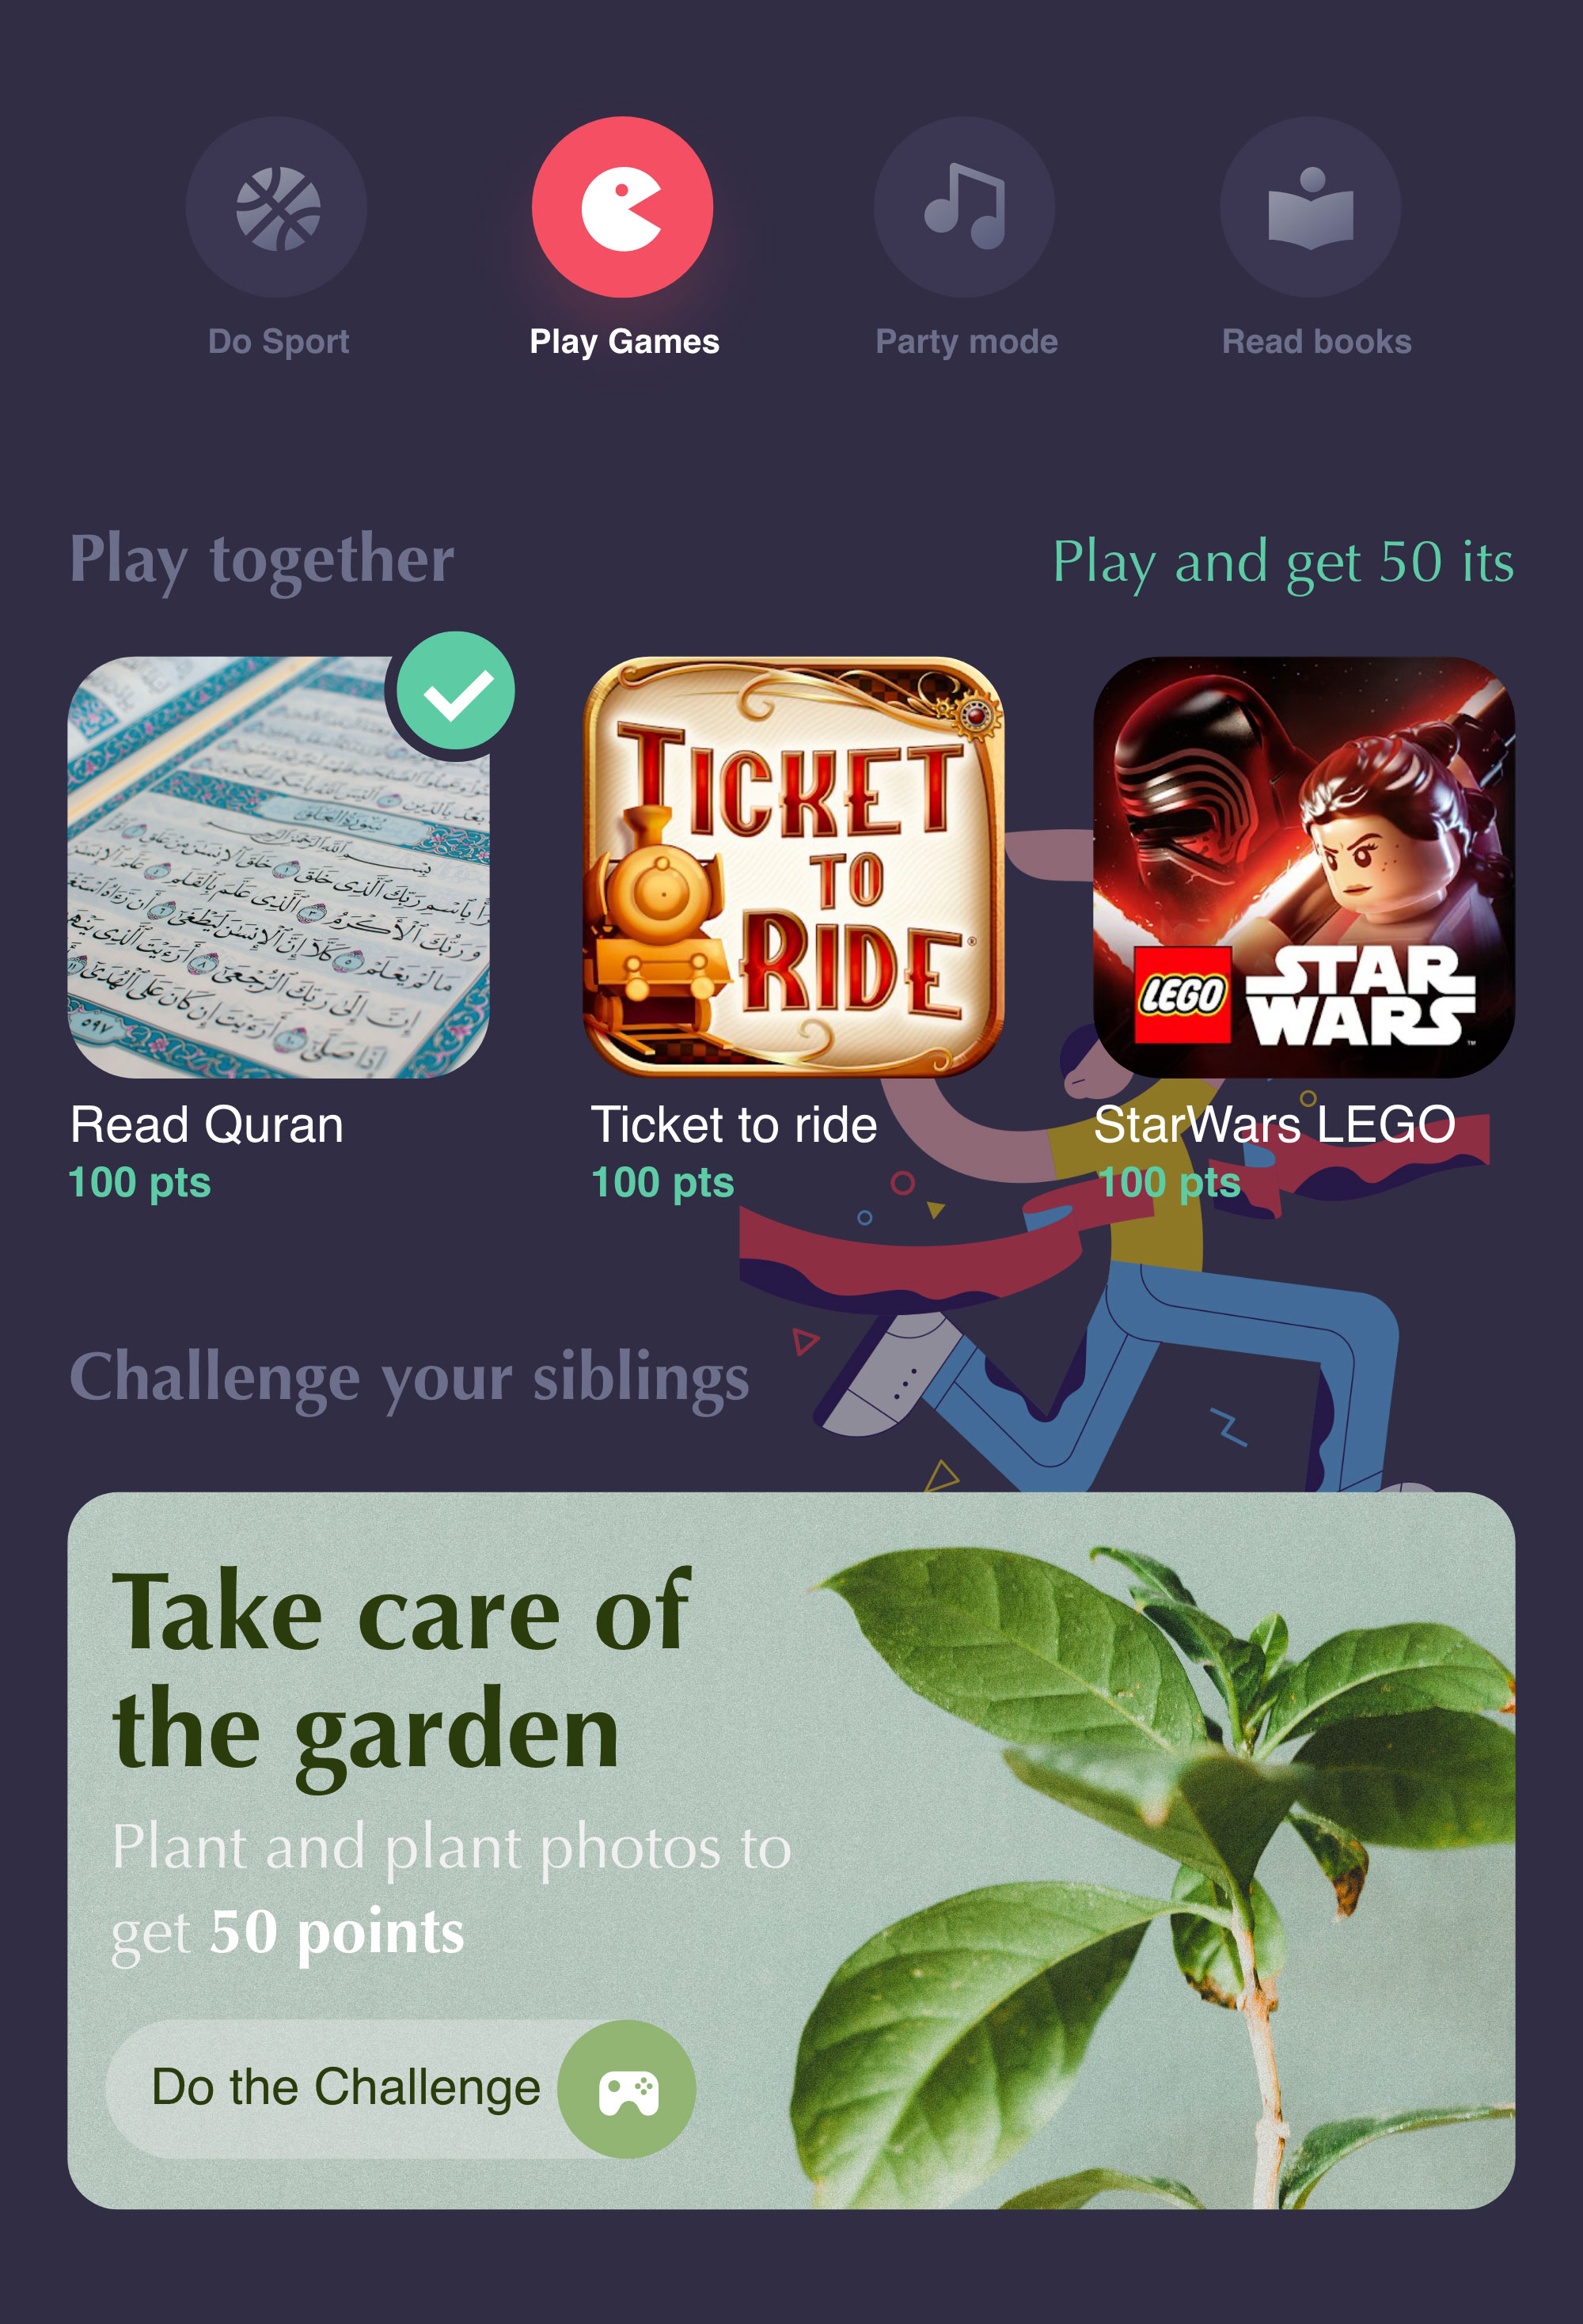 Do Sport
Play Games
Party mode
Read books
Play together
Play and get 50 its
سُورَةُ العَلَقِ
TICKET
TO
RIDE
LEGO
STAR
WARS
Read Quran
Ticket to ride
StarWars LEGO
100 pts
100 pts
100 pts
Challenge your siblings
Take care of
the garden
Plant and plant photos to
get 50 points
Do the Challenge